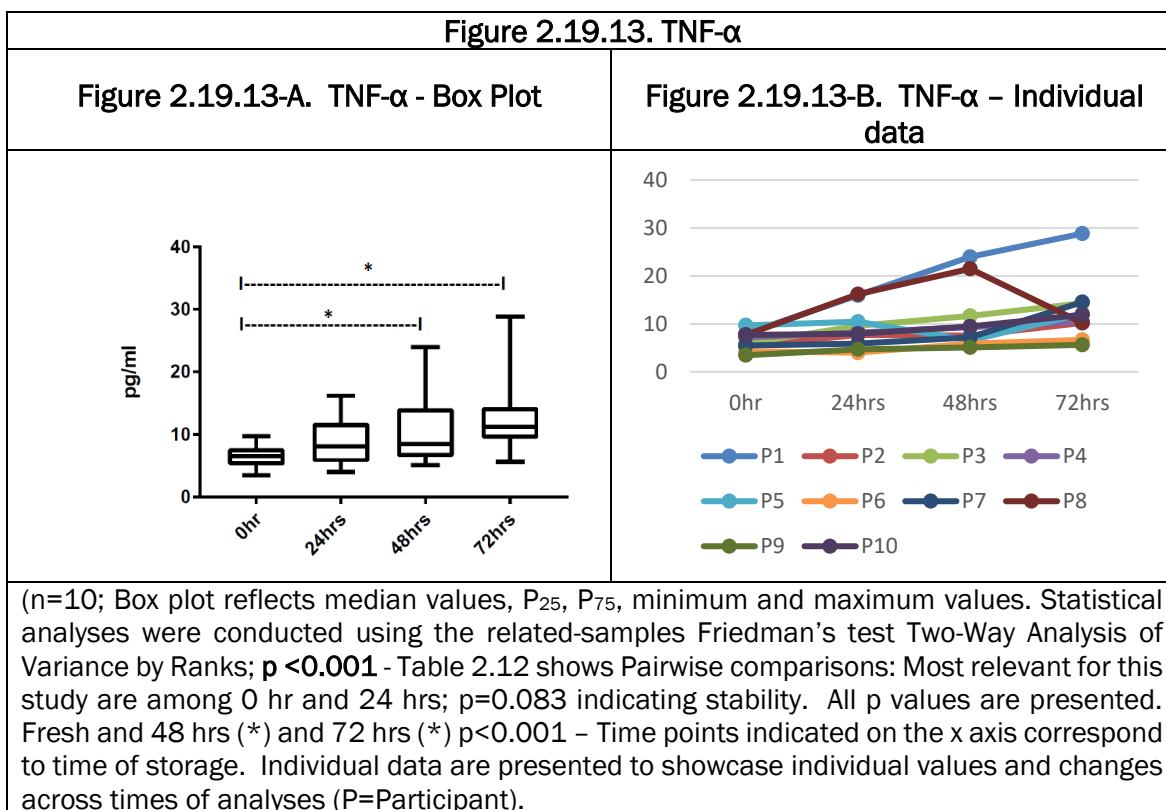 Figure 2.19.13. TNF-α
Figure 2.19.13-A. TNF-α - Box Plot
Figure 2.19.13-B. TNF-α – Individual
data
40
30
20
10
0
pg/ml
*
*
0hr
24hrs
48hrs
72hrs
40
30
20
10
0
0hr 24hrs 48hrs 72hrs
P1 P2 P3 P4
P5 P6 P7 P8
P9 P10
(n=10; Box plot reflects median values, P25, P75, minimum and maximum values. Statistical
analyses were conducted using the related-samples Friedman's test Two-Way Analysis of
Variance by Ranks; p <0.001 - Table 2.12 shows Pairwise comparisons: Most relevant for this
study are among 0 hr and 24 hrs; p=0.083 indicating stability. All p values are presented.
Fresh and 48 hrs (*) and 72 hrs (*) p<0.001 – Time points indicated on the x axis correspond
to time of storage. Individual data are presented to showcase individual values and changes
across times of analyses (P=Participant).